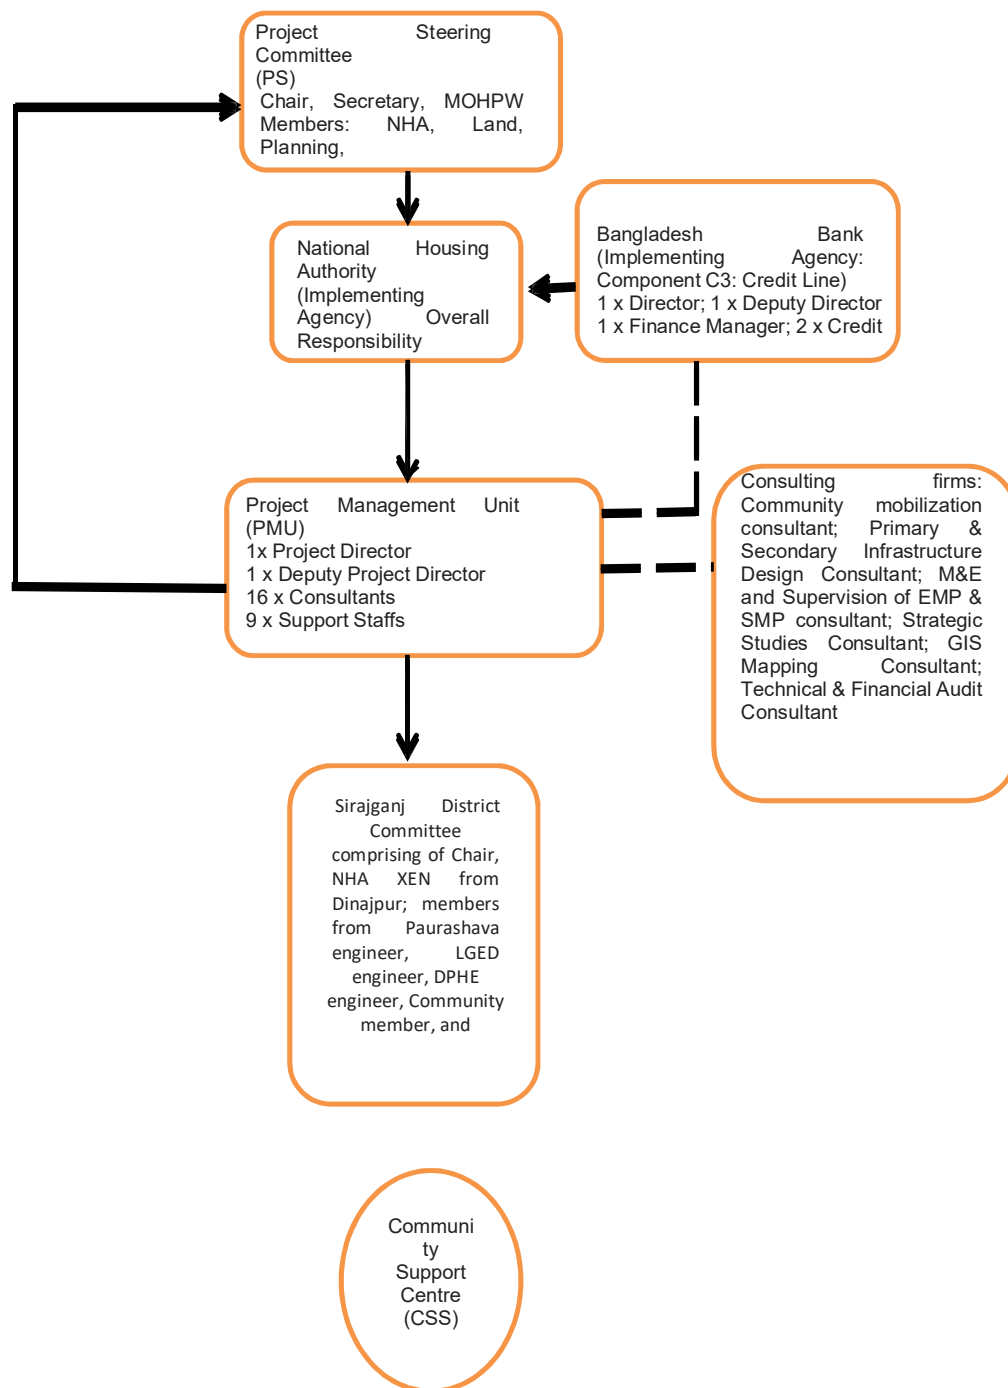 Project Steering
Committee
(PS)
Chair, Secretary, MOHPW
Members: NHA, Land,
Planning,
National Housing
Authority
(Implementing
Agency) Overall
Responsibility
Bangladesh Bank
(Implementing Agency:
Component C3: Credit Line)
1 x Director; 1 x Deputy Director
1 x Finance Manager; 2 x Credit
Project Management Unit
(PMU)
1x Project Director
1 x Deputy Project Director
16 x Consultants
9 x Support Staffs
Consulting firms:
Community mobilization
consultant; Primary &
Secondary Infrastructure
Design Consultant; M&E
and Supervision of EMP &
SMP consultant; Strategic
Studies Consultant; GIS
Mapping Consultant;
Technical & Financial Audit
Consultant
Sirajganj District
Committee
comprising of Chair,
NHA XEN from
Dinajpur; members
from Paurashava
engineer, LGED
engineer, DPHE
engineer, Community
member, and
Communi
ty
Support
Centre
(CSS)